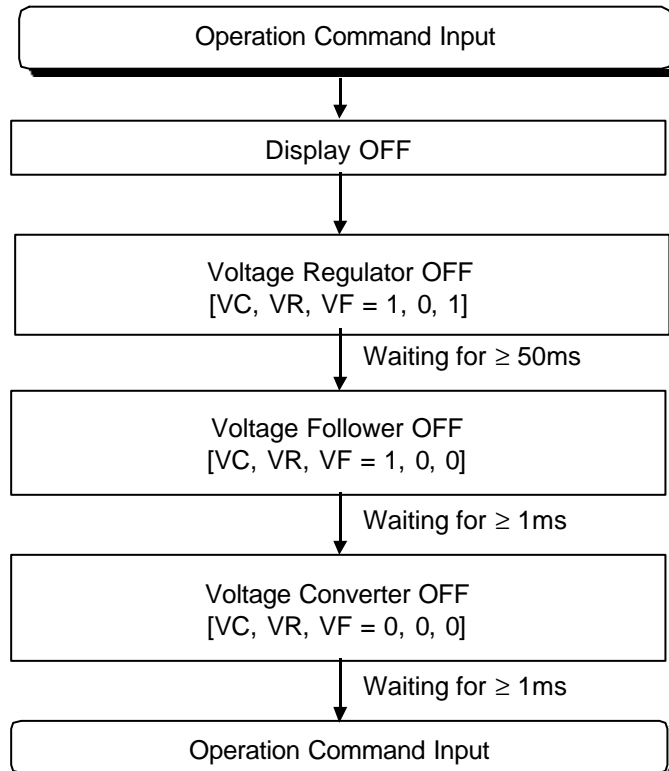 Operation Command Input
Display OFF
Voltage Regulator OFF
[VC, VR, VF = 1, 0, 1]
Waiting for ≥ 50ms
Voltage Follower OFF
[VC, VR, VF = 1, 0, 0]
Waiting for ≥ 1ms
Voltage Converter OFF
[VC, VR, VF = 0, 0, 0]
Waiting for ≥ 1ms
Operation Command Input